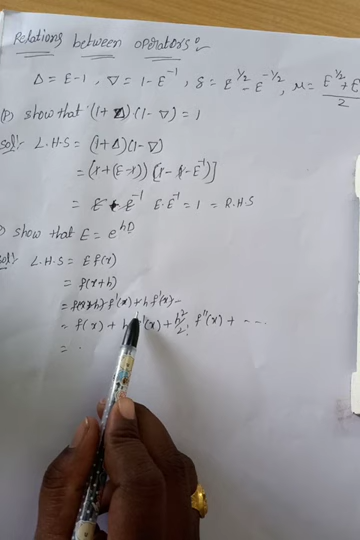 Relations between operators:
Δ = E-1, ∇ = 1-E⁻¹, δ = E^1/2 - E^-1/2, μ = E^1/2 + E / 2
(P) show that (1+Δ)(1-∇) = 1
Sol: L.H.S = (1+Δ)(1-∇)
= (1+(E-1)) (1-1-E⁻¹)]
= E⁻¹ E.E⁻¹ = 1 = R.H.S
) show that E = e^hD
Sol: L.H.S = E f(x)
= f(x+h)
= f'(x) + h f'(x) -
= f(x) + h '(x) + h²/2! f''(x) + ----
= .